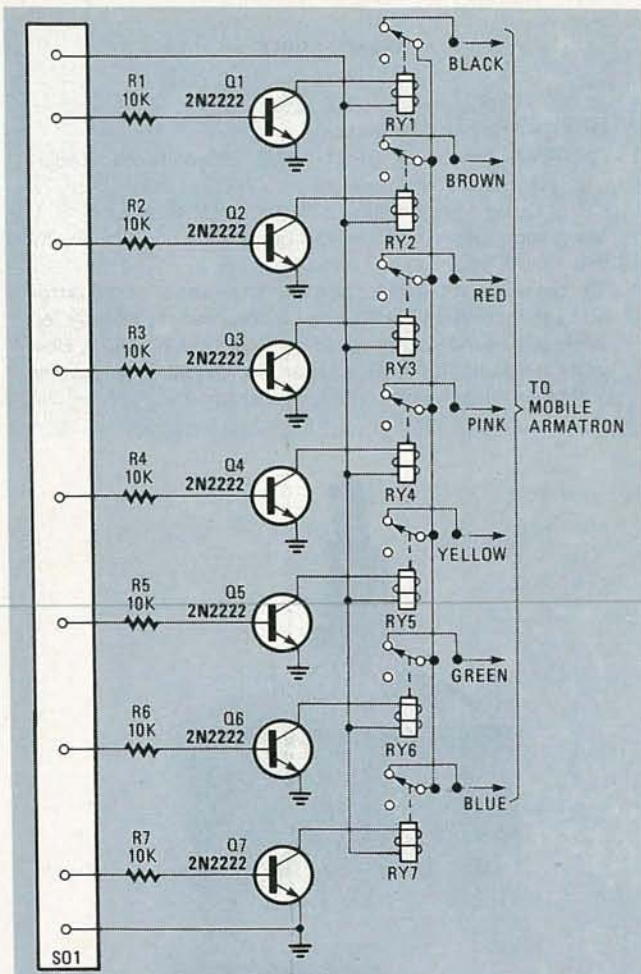 BLACK
R1
10K
Q1
2N2222
RY1
BROWN
R2
10K
Q2
2N2222
RY2
RED
R3
10K
Q3
2N2222
RY3
TO
MOBILE
ARMATRON
PINK
R4
10K
Q4
2N2222
RY4
YELLOW
R5
10K
Q5
2N2222
RY5
GREEN
R6
10K
Q6
2N2222
RY6
BLUE
R7
10K
Q7
2N2222
RY7
S01